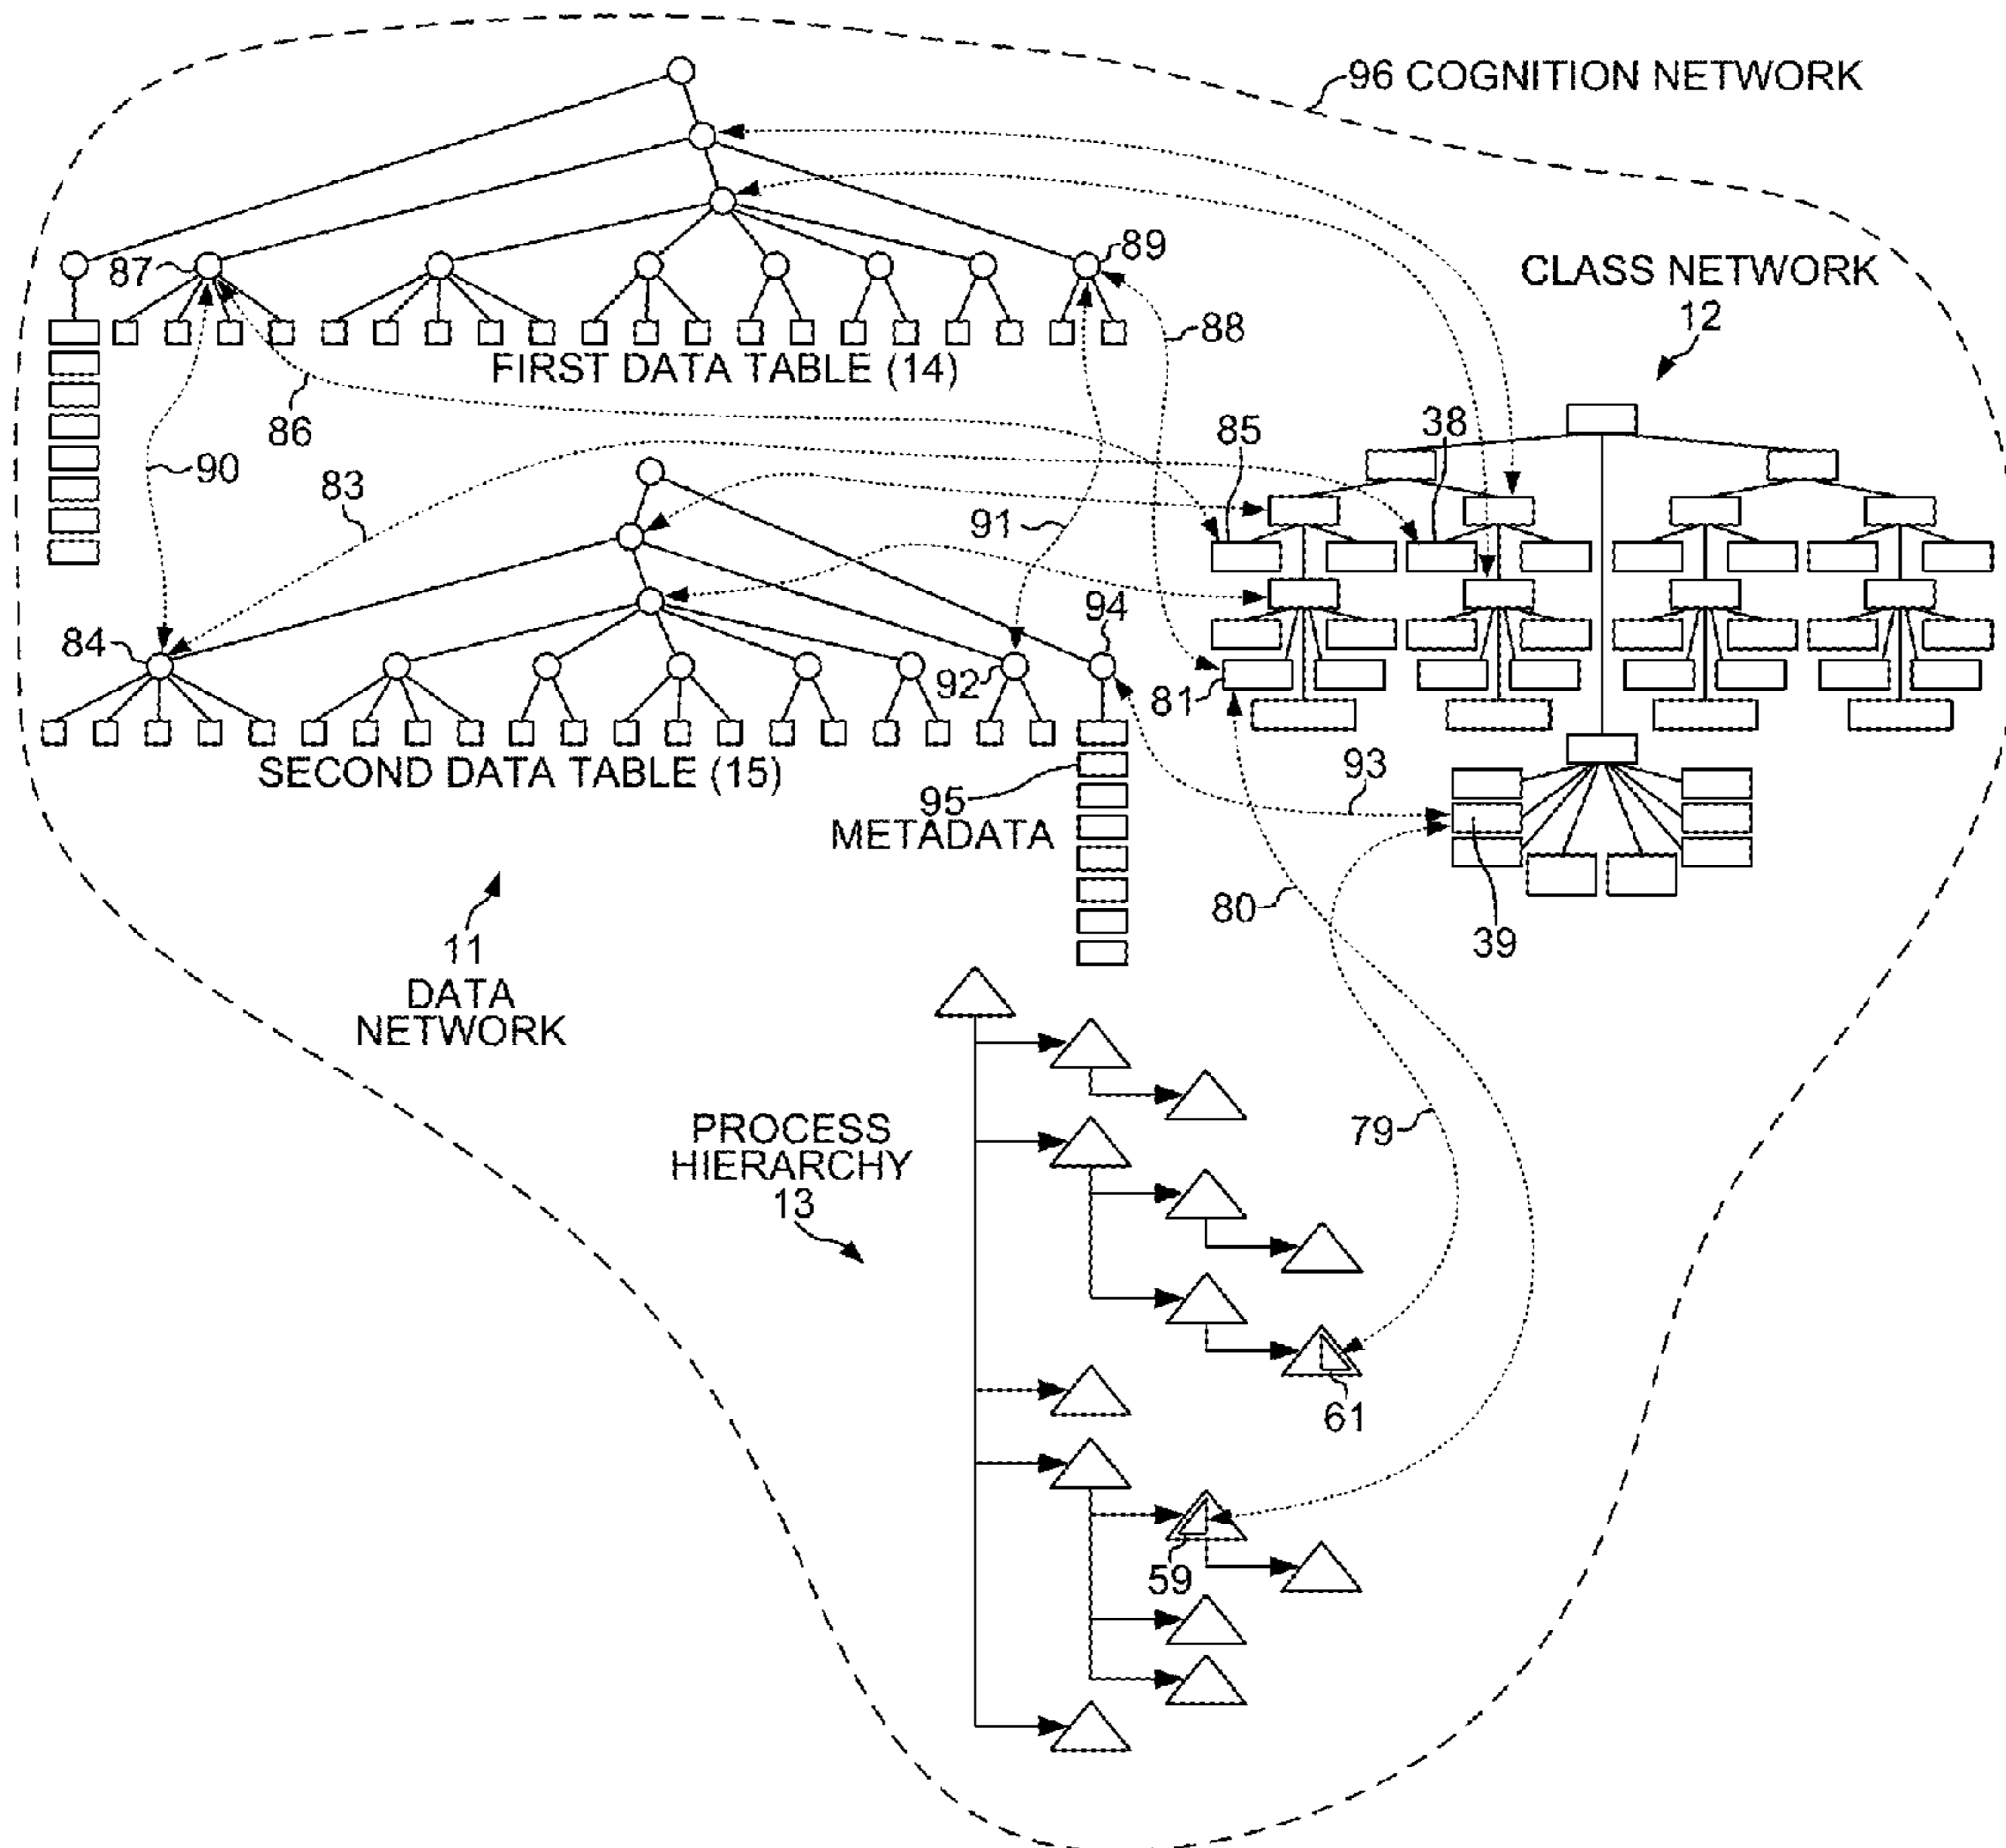 96 COGNITION NETWORK
87
89
88
CLASS NETWORK
12
FIRST DATA TABLE (14)
86
90
83
85
38
91
84
92
94
81
SECOND DATA TABLE (15)
95
METADATA
93
80
39
11
DATA
NETWORK
79
PROCESS
HIERARCHY
13
61
59